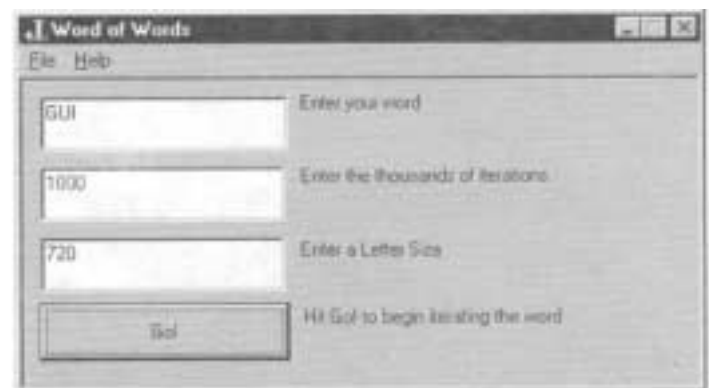 Word of Words
File Help
GUI
Enter your word
1000
Enter the thousands of iterations
720
Enter a Letter Size
Go!
Hit Go! to begin iterating the word